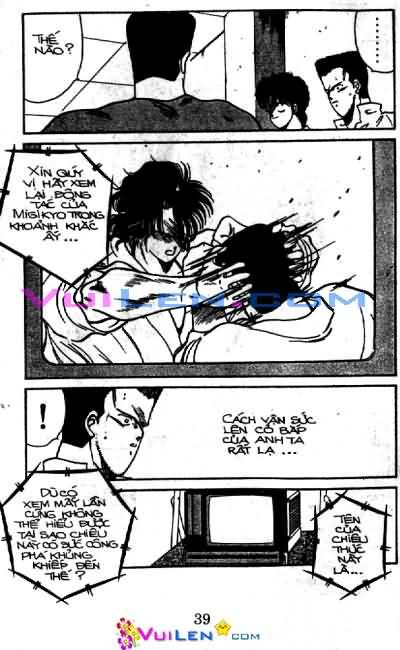 THẾ
NÀO?
.........
XIN QUÝ
VỊ HÃY XEM
LẠI ĐỘNG
TÁC CỦA
MIGIKYO TRONG
KHOẢNH KHẮC
ẤY ...
VuiLen.com
!
CÁCH VẬN SỨC
LÊN CƠ BẮP
CỦA ANH TA
RẤT LẠ ...
DÙ CÓ
XEM MẤY LẦN
CŨNG KHÔNG
THỂ HIỂU ĐƯỢC
TẠI SAO CHIÊU
NÀY CÓ SỨC CÔNG
PHÁ KHỦNG
KHIẾP ĐẾN
THẾ?
TÊN
CỦA
CHIÊU
THỨC
NÀY
LÀ ...
39
VuiLen.com